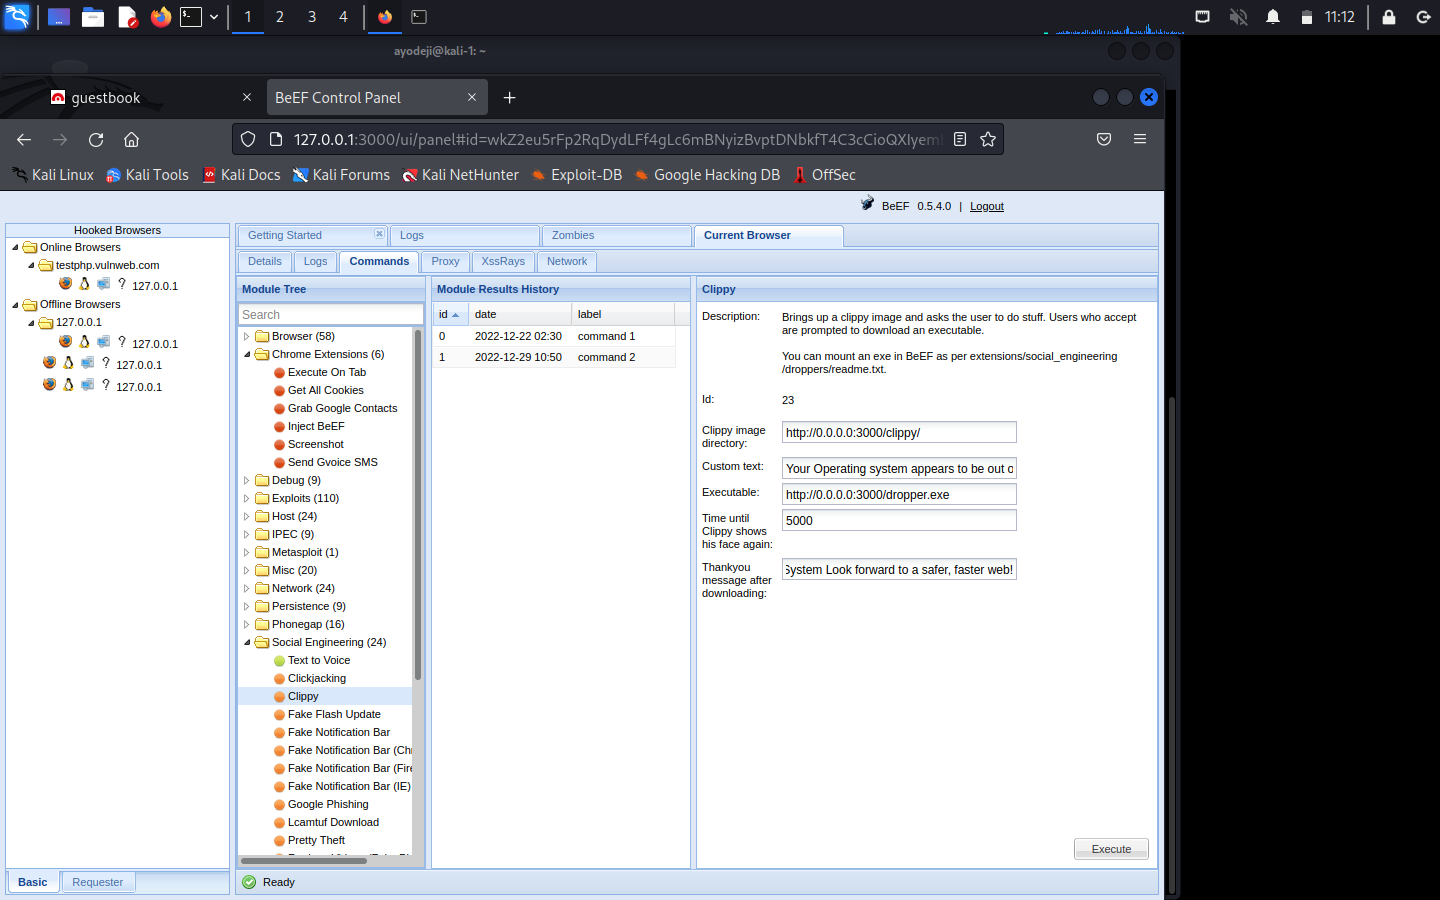 1 2 3 4 11:12
ayodeji@kali-1: ~
guestbook BeEF Control Panel
127.0.0.1:3000/ui/panel#id=wkZ2eu5rFp2RqDydLFf4gLc6mBNyizBvptDNbkfT4C3cCioQXIyem
Kali Linux Kali Tools Kali Docs Kali Forums Kali NetHunter Exploit-DB Google Hacking DB OffSec
BeEF 0.5.4.0 | Logout
Hooked Browsers
Online Browsers
testphp.vulnweb.com
? 127.0.0.1
Offline Browsers
127.0.0.1
? 127.0.0.1
? 127.0.0.1
? 127.0.0.1
Basic Requester
Getting Started Logs Zombies Current Browser
Details Logs Commands Proxy XssRays Network
Module Tree
Search
Browser (58)
Chrome Extensions (6)
Execute On Tab
Get All Cookies
Grab Google Contacts
Inject BeEF
Screenshot
Send Gvoice SMS
Debug (9)
Exploits (110)
Host (24)
IPEC (9)
Metasploit (1)
Misc (20)
Network (24)
Persistence (9)
Phonegap (16)
Social Engineering (24)
Text to Voice
Clickjacking
Clippy
Fake Flash Update
Fake Notification Bar
Fake Notification Bar (Chr
Fake Notification Bar (Fire
Fake Notification Bar (IE)
Google Phishing
Lcamtuf Download
Pretty Theft
Module Results History
id date label
0 2022-12-22 02:30 command 1
1 2022-12-29 10:50 command 2
Clippy
Description: Brings up a clippy image and asks the user to do stuff. Users who accept
are prompted to download an executable.
You can mount an exe in BeEF as per extensions/social_engineering
/droppers/readme.txt.
Id: 23
Clippy image
directory: http://0.0.0.0:3000/clippy/
Custom text: Your Operating system appears to be out o
Executable: http://0.0.0.0:3000/dropper.exe
Time until
Clippy shows
his face again: 5000
Thankyou
message after
downloading: System Look forward to a safer, faster web!
Execute
Ready